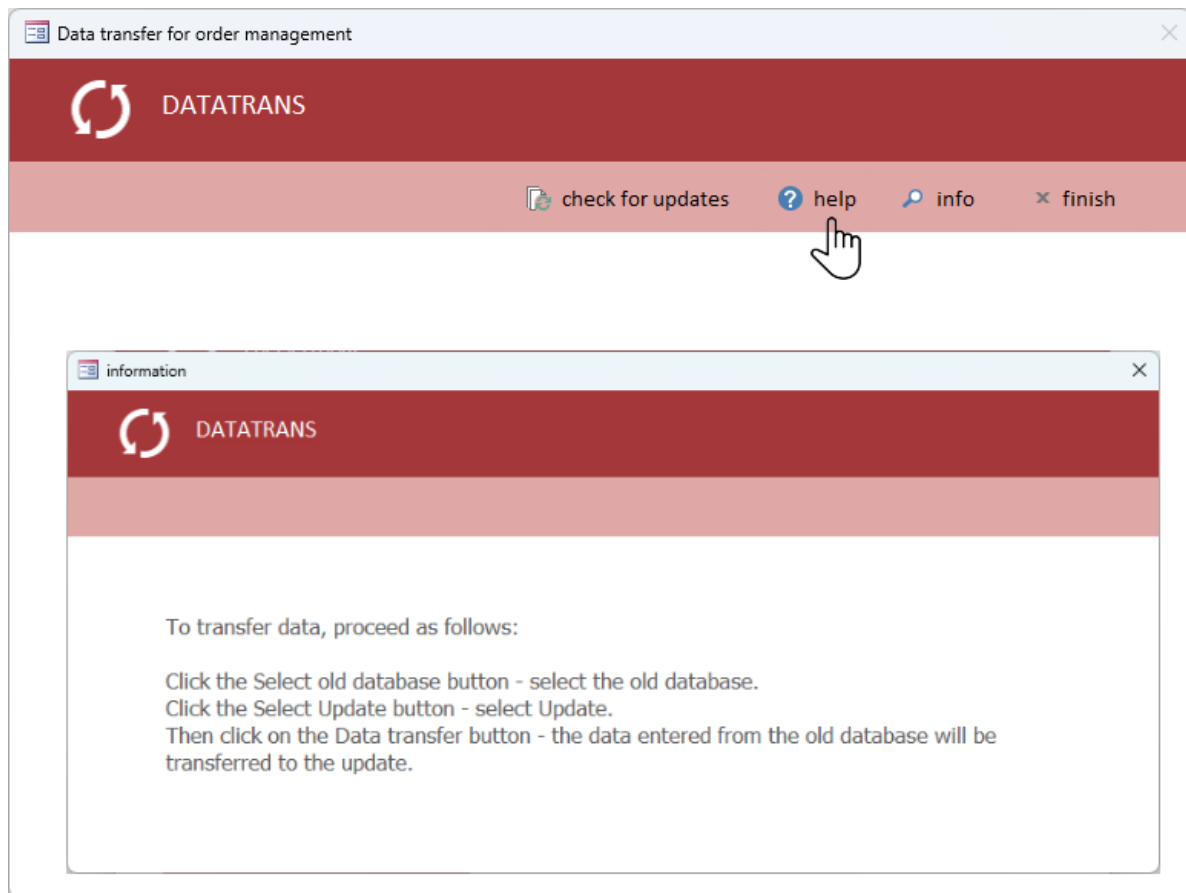 Data transfer for order management
DATATRANS
check for updates help info finish
information
DATATRANS
To transfer data, proceed as follows:
Click the Select old database button - select the old database.
Click the Select Update button - select Update.
Then click on the Data transfer button - the data entered from the old database will be
transferred to the update.